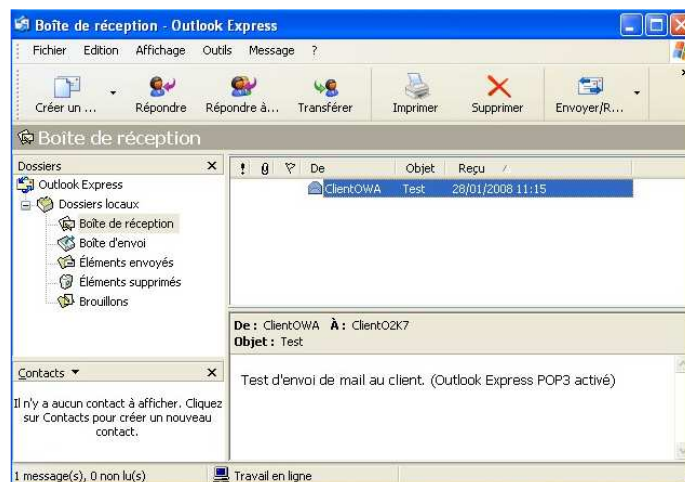 Boîte de réception - Outlook Express
Fichier Edition Affichage Outils Message ?
Créer un ... Répondre Répondre à... Transférer Imprimer Supprimer Envoyer/R...
Boîte de réception
Dossiers
Outlook Express
Dossiers locaux
Boîte de réception
Boîte d'envoi
Éléments envoyés
Éléments supprimés
Brouillons
! De Objet Reçu
ClientOWA Test 28/01/2008 11:15
De : ClientOWA À : ClientO2K7
Objet : Test
Test d'envoi de mail au client. (Outlook Express POP3 activé)
Contacts
Il n'y a aucun contact à afficher. Cliquez
sur Contacts pour créer un nouveau
contact.
1 message(s), 0 non lu(s) Travail en ligne